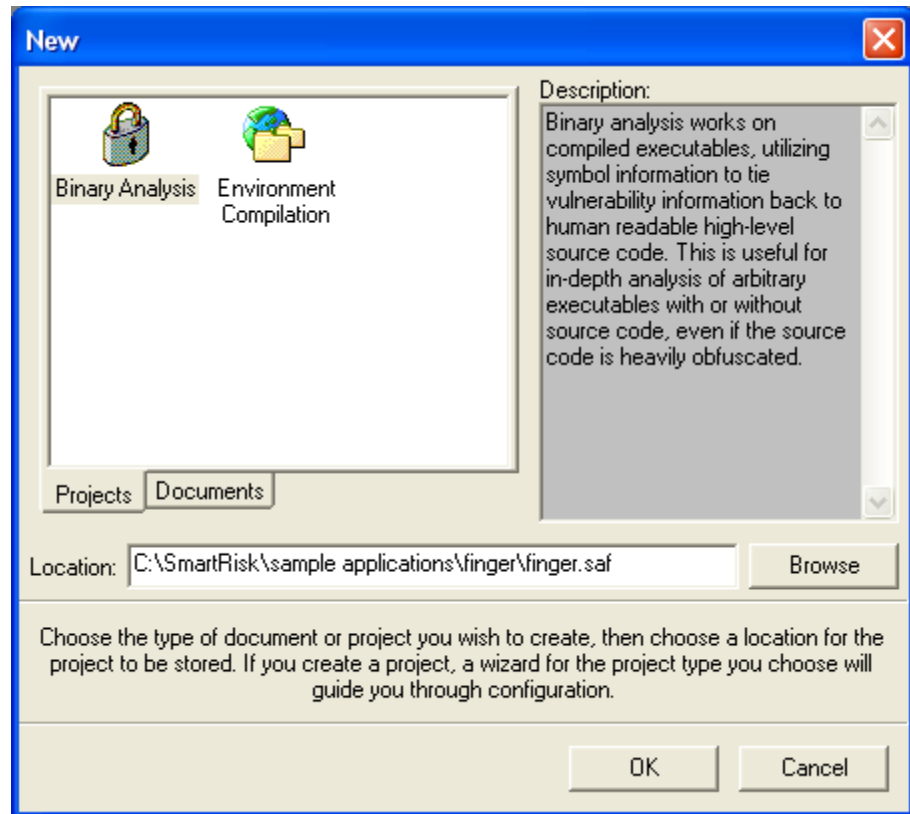 New
Binary Analysis
Environment
Compilation
Projects
Documents
Description:
Binary analysis works on
compiled executables, utilizing
symbol information to tie
vulnerability information back to
human readable high-level
source code. This is useful for
in-depth analysis of arbitrary
executables with or without
source code, even if the source
code is heavily obfuscated.
Location:
C:\SmartRisk\sample applications\finger\finger.saf
Browse
Choose the type of document or project you wish to create, then choose a location for the
project to be stored. If you create a project, a wizard for the project type you choose will
guide you through configuration.
OK
Cancel